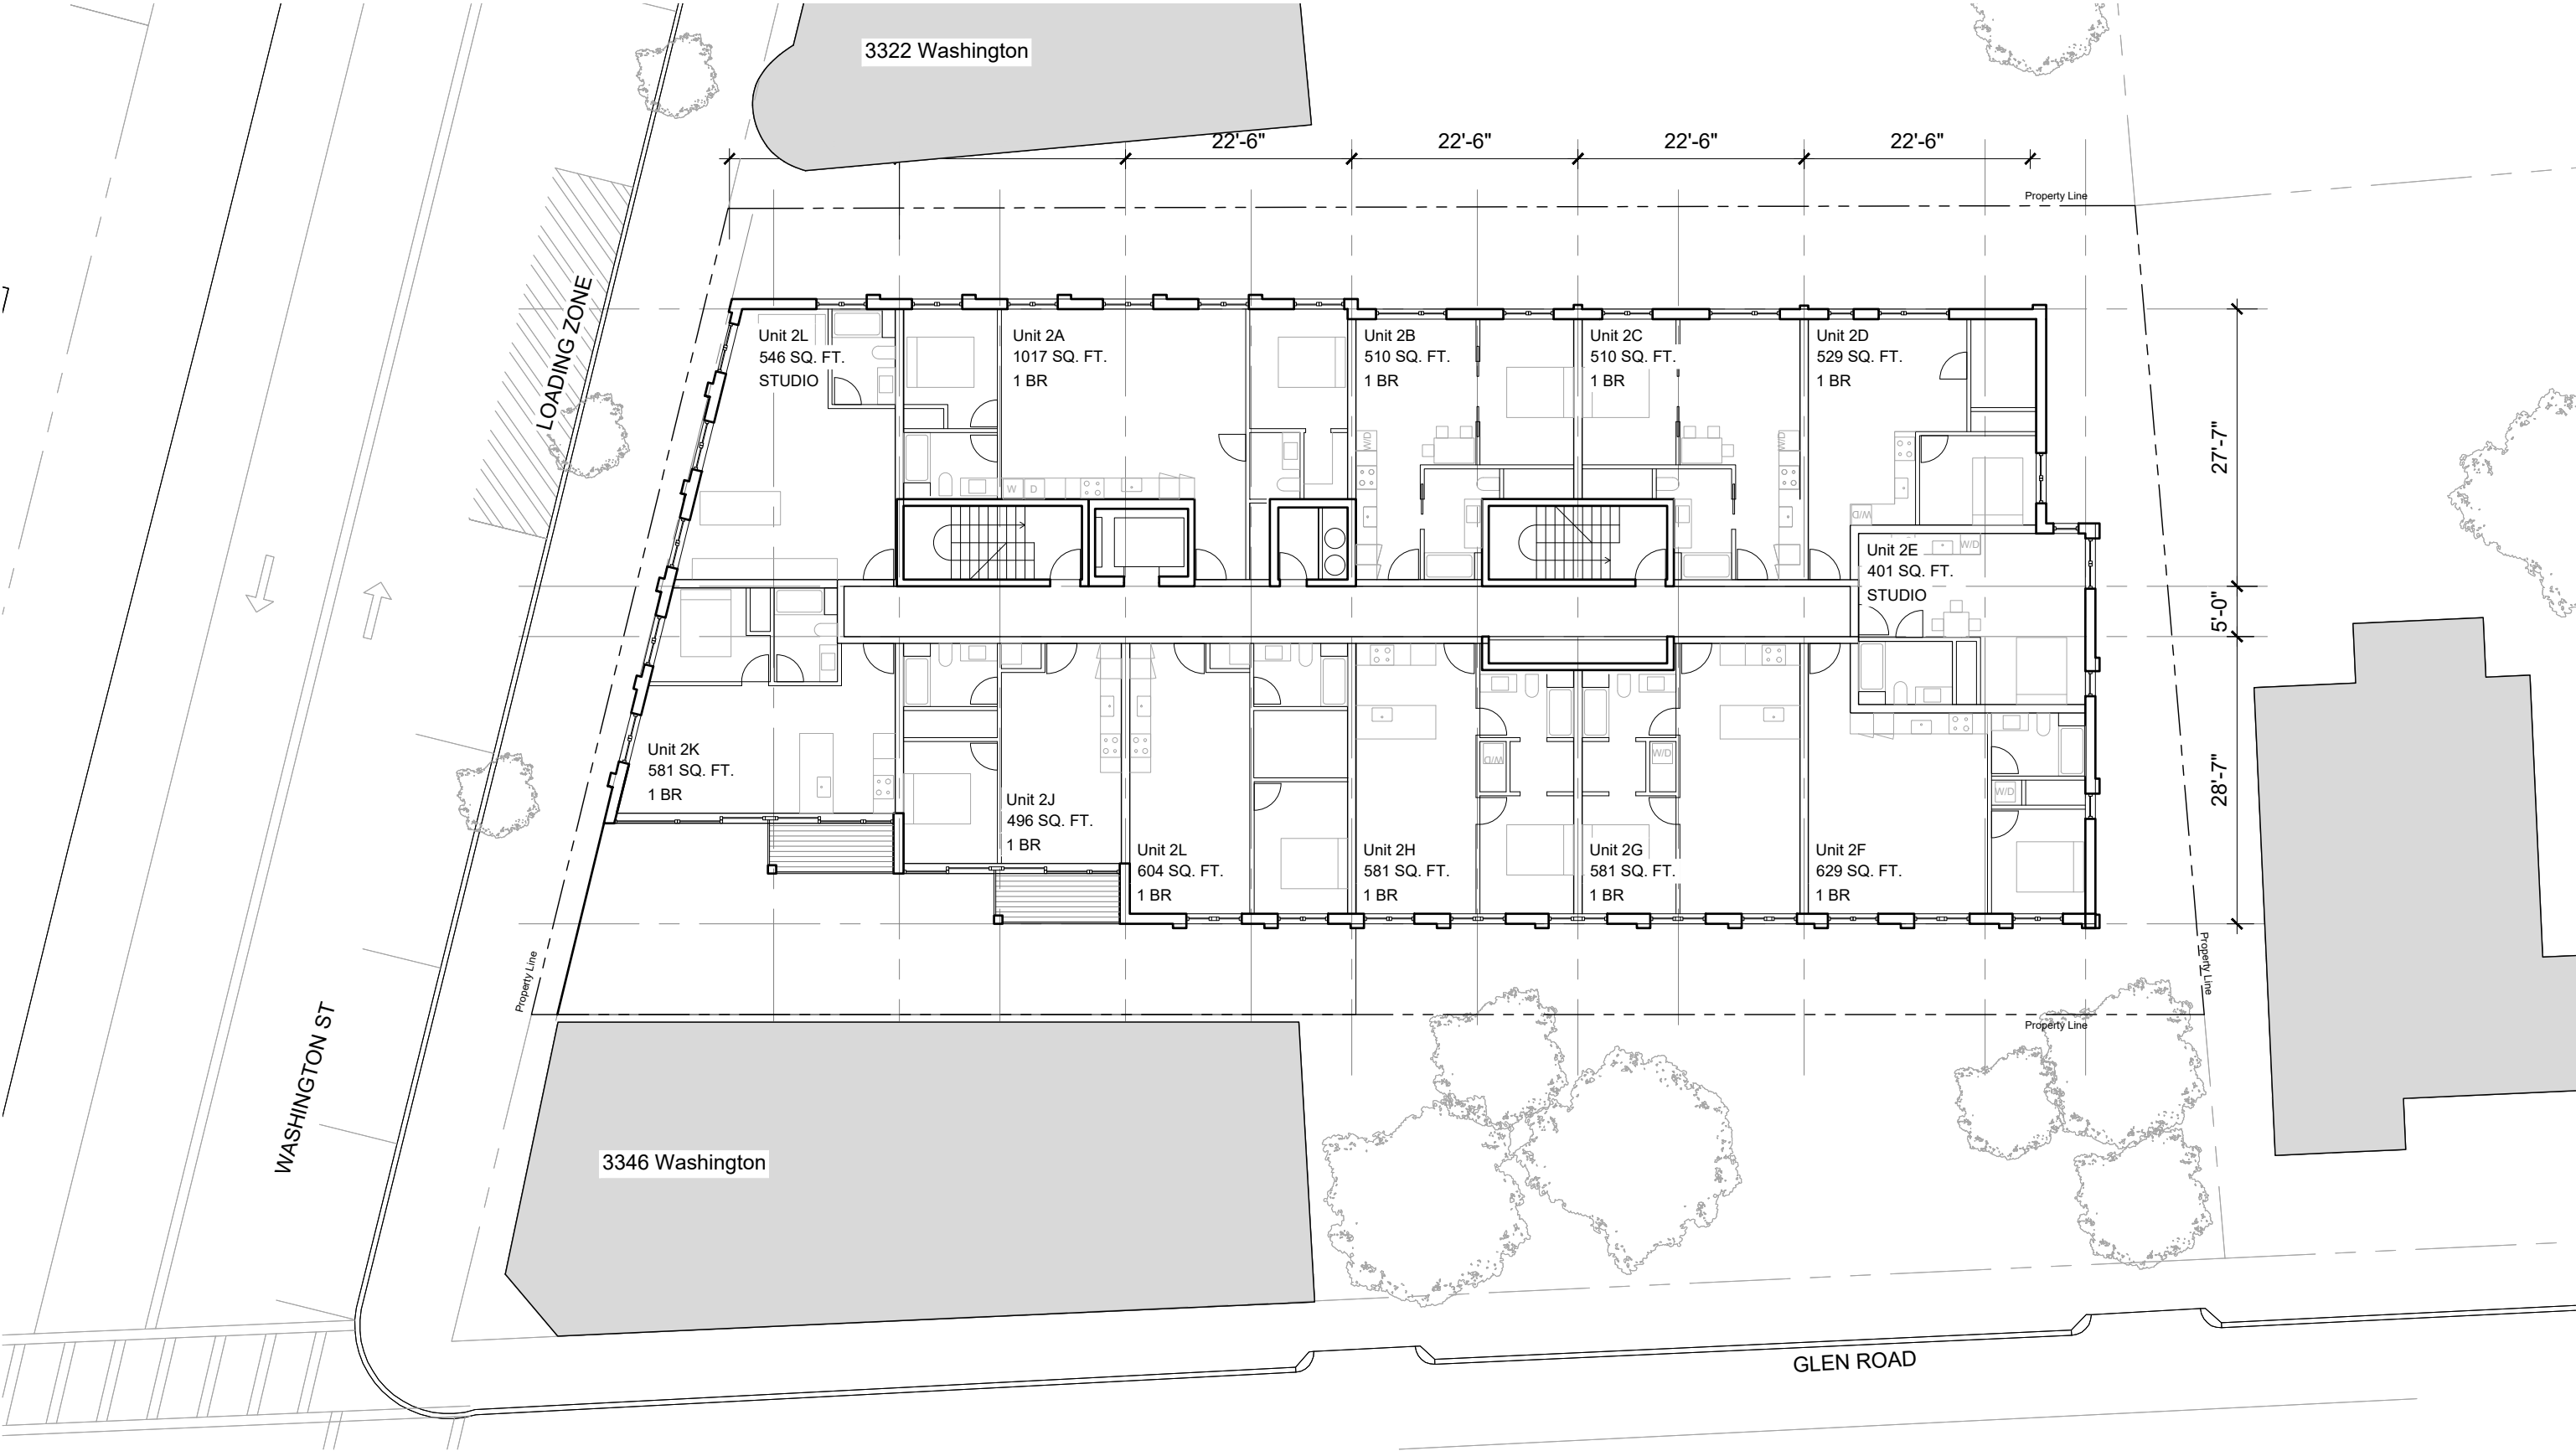 3322 Washington
22'-6"
22'-6"
22'-6"
22'-6"
Property Line
LOADING ZONE
Unit 2L
546 SQ. FT.
STUDIO
Unit 2A
1017 SQ. FT.
1 BR
Unit 2B
510 SQ. FT.
1 BR
Unit 2C
510 SQ. FT.
1 BR
Unit 2D
529 SQ. FT.
1 BR
27'-7"
W/D
W/D
W D
W/D
Unit 2E
401 SQ. FT.
STUDIO
W/D
5'-0"
Unit 2K
581 SQ. FT.
1 BR
Unit 2J
496 SQ. FT.
1 BR
Unit 2L
604 SQ. FT.
1 BR
Unit 2H
581 SQ. FT.
1 BR
W/D
Unit 2G
581 SQ. FT.
1 BR
W/D
Unit 2F
629 SQ. FT.
1 BR
W/D
28'-7"
Property Line
Property Line
Property Line
WASHINGTON ST
3346 Washington
GLEN ROAD